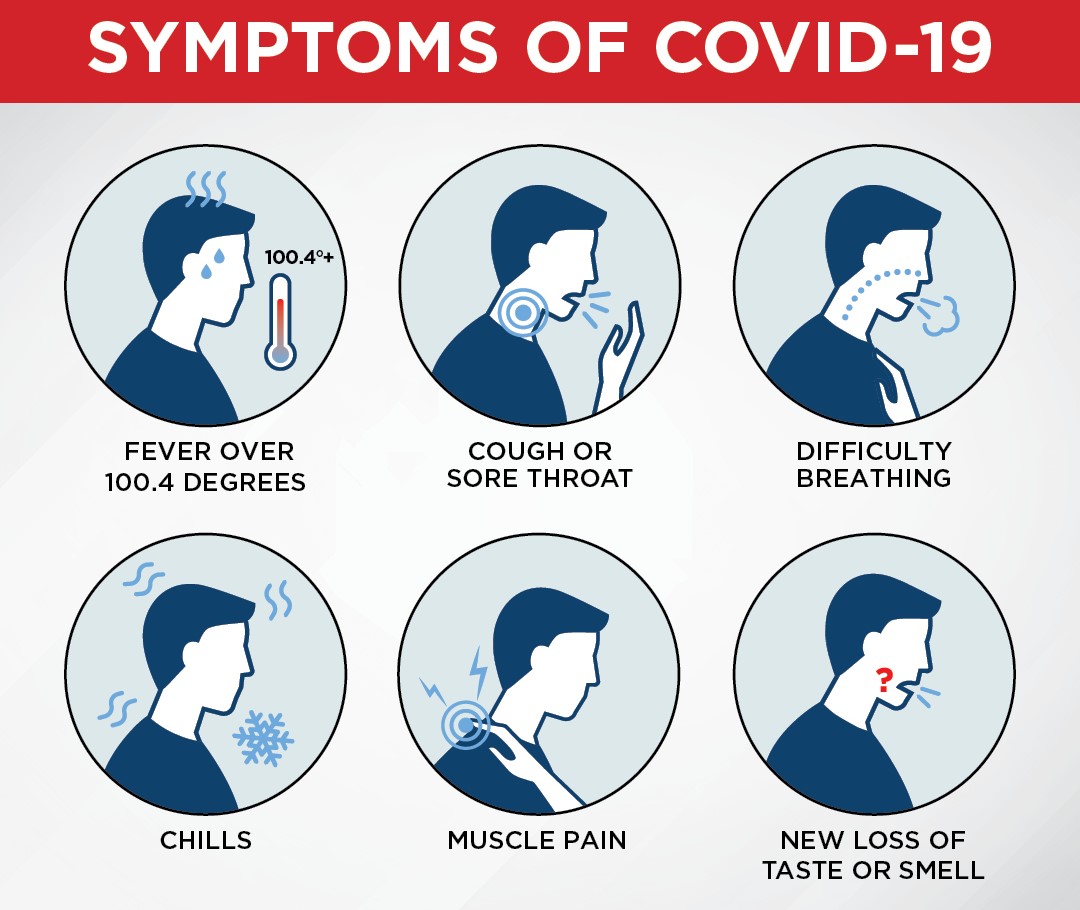 SYMPTOMS OF COVID-19
100.4°+
FEVER OVER
100.4 DEGREES
COUGH OR
SORE THROAT
DIFFICULTY
BREATHING
CHILLS
MUSCLE PAIN
?
NEW LOSS OF
TASTE OR SMELL